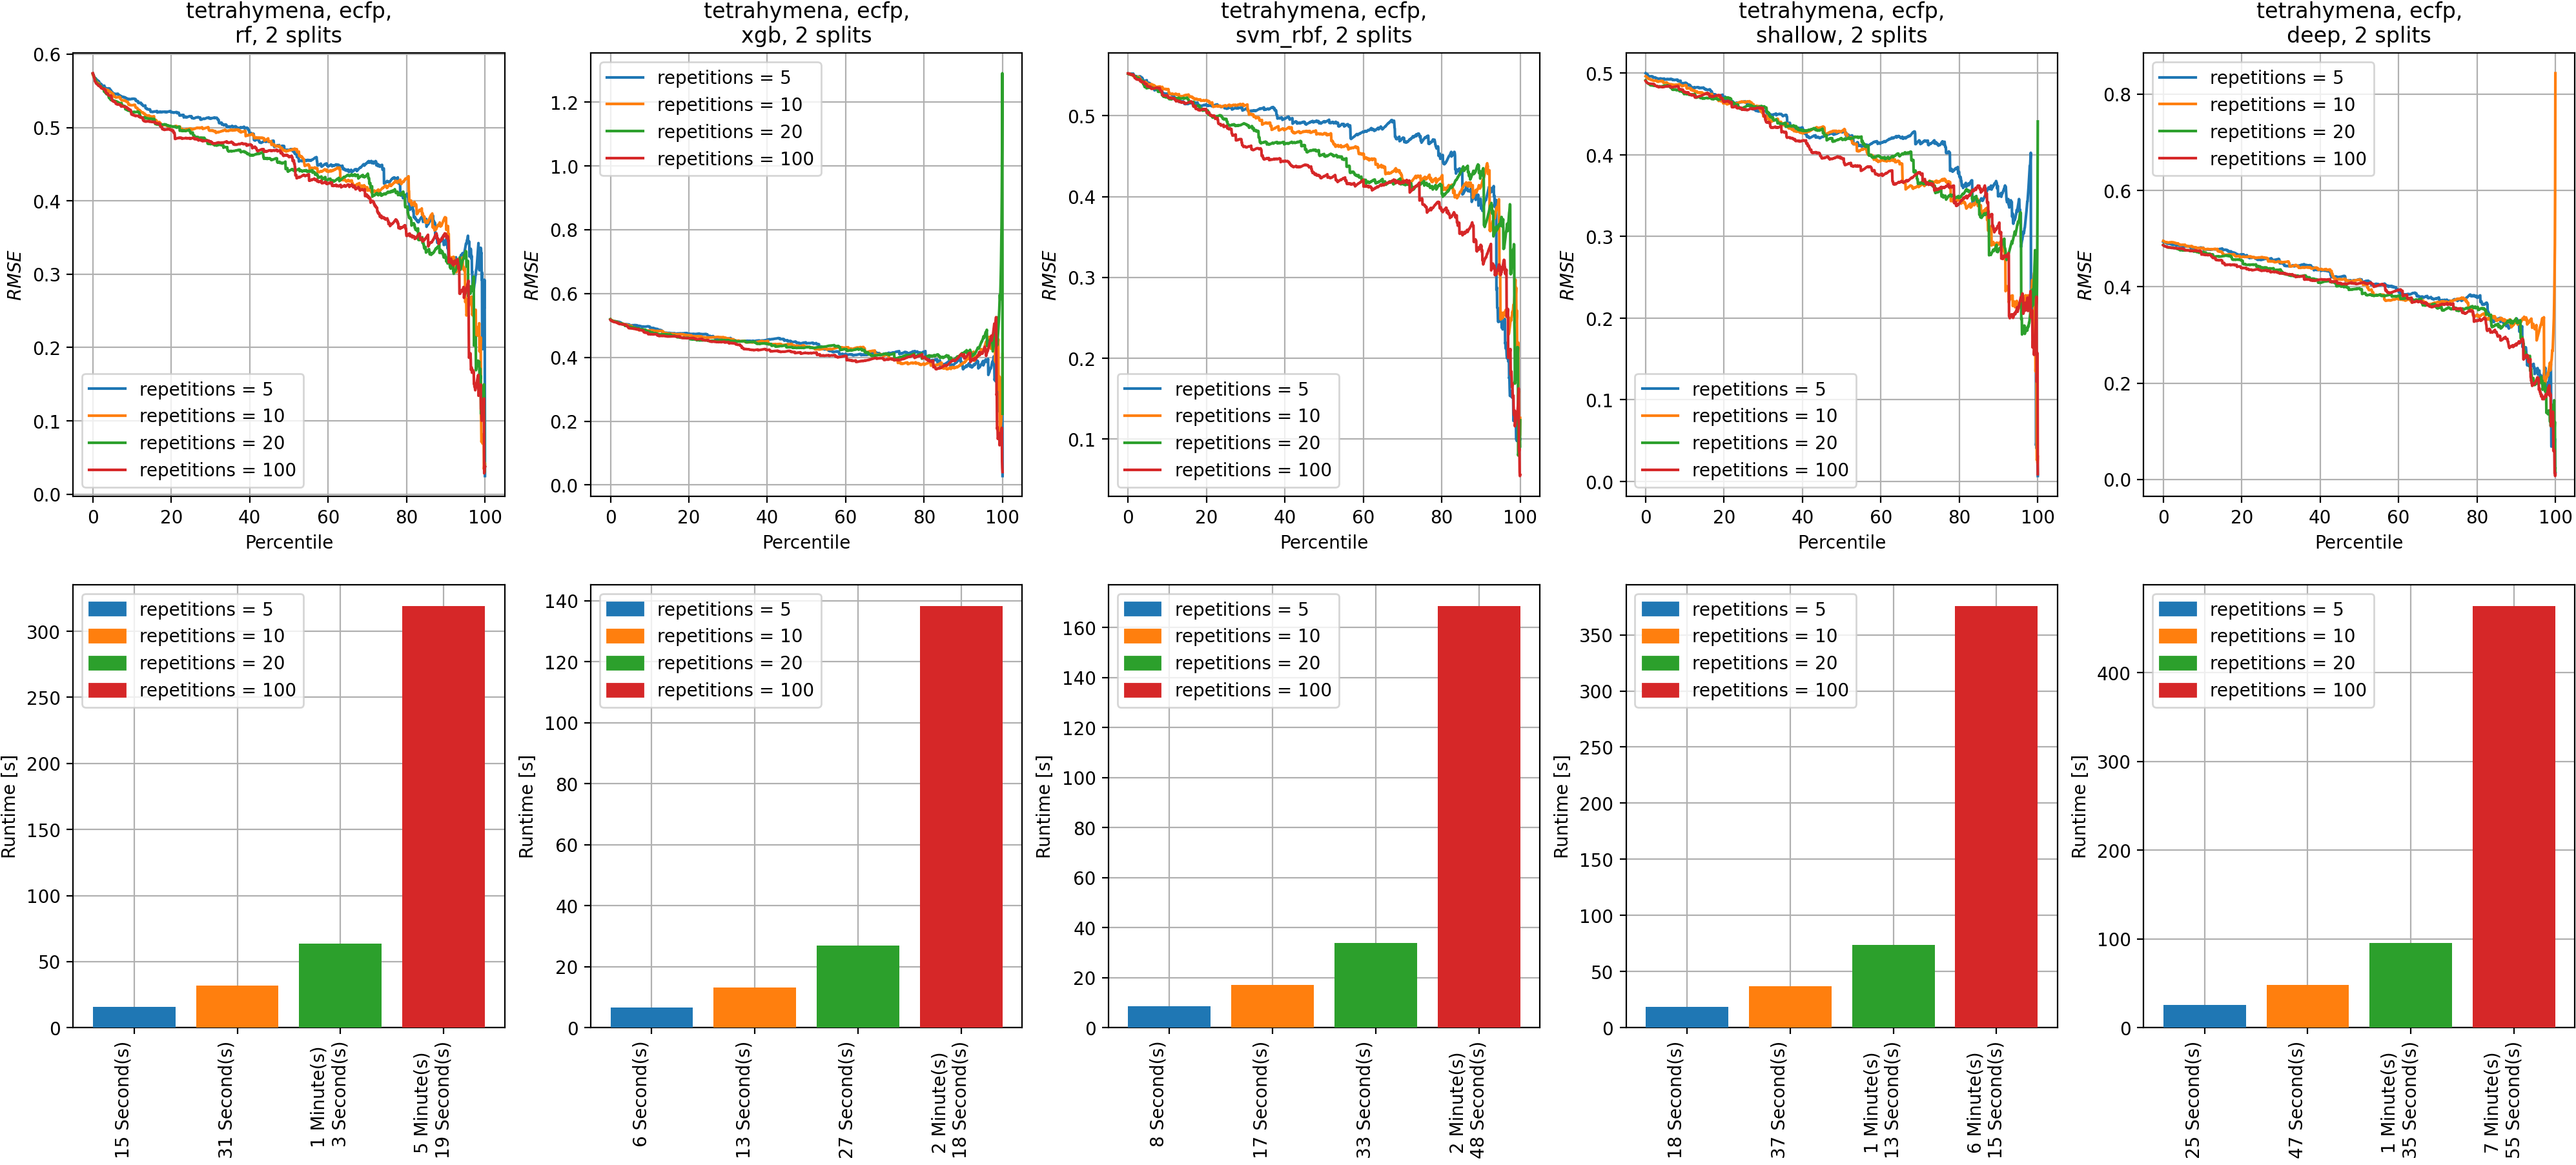 tetrahymena, ecfp,
rf, 2 splits
RMSE
0.6
0.5
0.4
0.3
0.2
0.1
0.0
repetitions = 5
repetitions = 10
repetitions = 20
repetitions = 100
0 20 40 60 80 100
Percentile
tetrahymena, ecfp,
xgb, 2 splits
RMSE
1.2
1.0
0.8
0.6
0.4
0.2
0.0
repetitions = 5
repetitions = 10
repetitions = 20
repetitions = 100
0 20 40 60 80 100
Percentile
tetrahymena, ecfp,
svm_rbf, 2 splits
RMSE
0.5
0.4
0.3
0.2
0.1
repetitions = 5
repetitions = 10
repetitions = 20
repetitions = 100
0 20 40 60 80 100
Percentile
tetrahymena, ecfp,
shallow, 2 splits
RMSE
0.5
0.4
0.3
0.2
0.1
0.0
repetitions = 5
repetitions = 10
repetitions = 20
repetitions = 100
0 20 40 60 80 100
Percentile
tetrahymena, ecfp,
deep, 2 splits
RMSE
0.8
0.6
0.4
0.2
0.0
repetitions = 5
repetitions = 10
repetitions = 20
repetitions = 100
0 20 40 60 80 100
Percentile
Runtime [s]
300
250
200
150
100
50
0
repetitions = 5
repetitions = 10
repetitions = 20
repetitions = 100
15 Second(s)
31 Second(s)
1 Minute(s)
3 Second(s)
5 Minute(s)
19 Second(s)
Runtime [s]
140
120
100
80
60
40
20
0
repetitions = 5
repetitions = 10
repetitions = 20
repetitions = 100
6 Second(s)
13 Second(s)
27 Second(s)
2 Minute(s)
18 Second(s)
Runtime [s]
160
140
120
100
80
60
40
20
0
repetitions = 5
repetitions = 10
repetitions = 20
repetitions = 100
8 Second(s)
17 Second(s)
33 Second(s)
2 Minute(s)
48 Second(s)
Runtime [s]
350
300
250
200
150
100
50
0
repetitions = 5
repetitions = 10
repetitions = 20
repetitions = 100
18 Second(s)
37 Second(s)
1 Minute(s)
13 Second(s)
6 Minute(s)
15 Second(s)
Runtime [s]
400
300
200
100
0
repetitions = 5
repetitions = 10
repetitions = 20
repetitions = 100
25 Second(s)
47 Second(s)
1 Minute(s)
35 Second(s)
7 Minute(s)
55 Second(s)